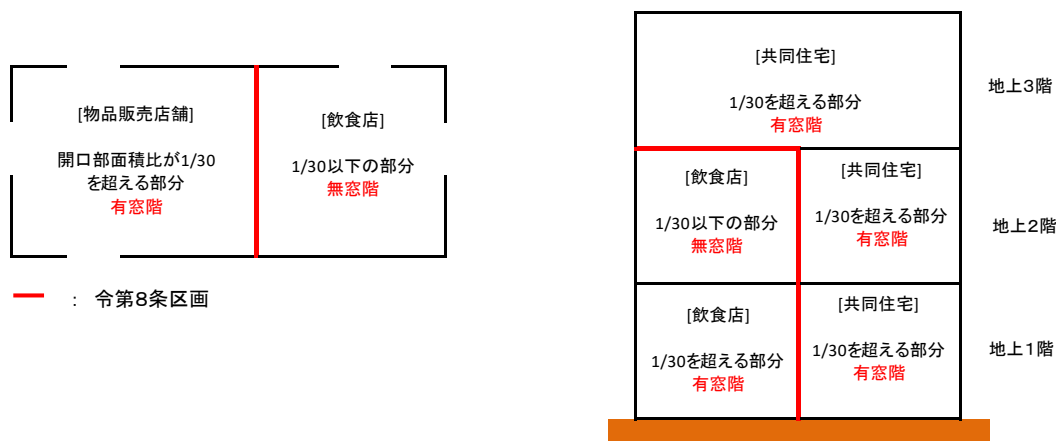 [物品販売店舗]
開口部面積比が1/30
を超える部分
有窓階
[飲食店]
1/30以下の部分
無窓階
： 令第8条区画
[共同住宅]
1/30を超える部分
有窓階
地上3階
[飲食店]
1/30以下の部分
無窓階
[共同住宅]
1/30を超える部分
有窓階
地上2階
[飲食店]
1/30を超える部分
有窓階
[共同住宅]
1/30を超える部分
有窓階
地上1階